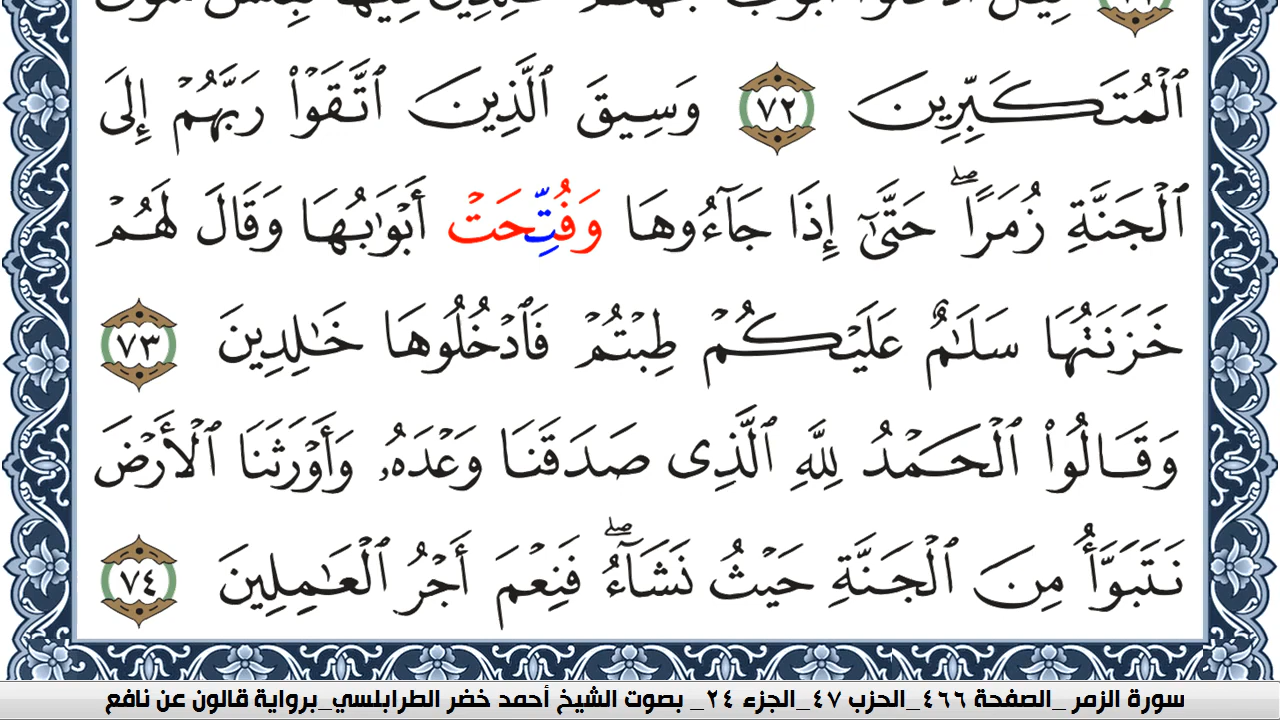 الْمُتَكَبِّرِينَ ٧٢ وَسِيقَ ٱلَّذِينَ ٱتَّقَوْاْ رَبَّهُمْ إِلَى
ٱلْجَنَّةِ زُمَرًاۖ حَتَّىٰٓ إِذَا جَآءُوهَا وَفُتِّحَتْ أَبْوَٰبُهَا وَقَالَ لَهُمْ
خَزَنَتُهَا سَلَٰمٌ عَلَيْكُمْ طِبْتُمْ فَٱدْخُلُوهَا خَٰلِدِينَ ٧٣
وَقَالُواْ ٱلْحَمْدُ لِلَّهِ ٱلَّذِى صَدَقَنَا وَعْدَهُۥ وَأَوْرَثَنَا ٱلْأَرْضَ
نَتَبَوَّأُ مِنَ ٱلْجَنَّةِ حَيْثُ نَشَآءُۖ فَنِعْمَ أَجْرُ ٱلْعَٰمِلِينَ ٧٤
سورة الزمر _الصفحة ٤٦٦_الحزب ٤٧_الجزء ٢٤_ بصوت الشيخ أحمد خضر الطرابلسي_برواية قالون عن نافع